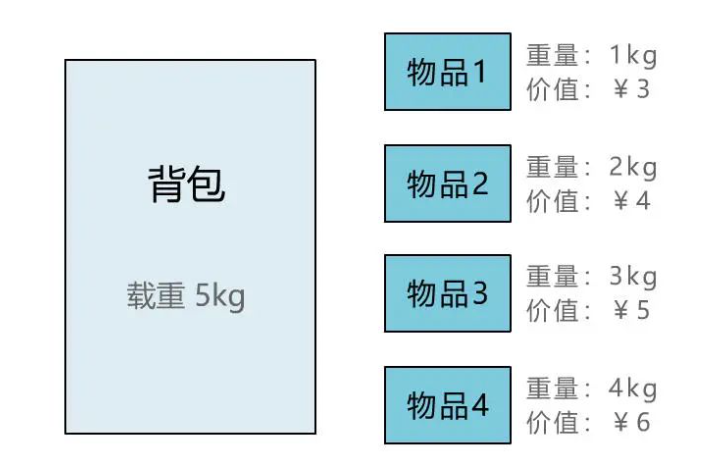 背包
载重 5kg
物品1
重量：1kg
价值：￥3
物品2
重量：2kg
价值：￥4
物品3
重量：3kg
价值：￥5
物品4
重量：4kg
价值：￥6